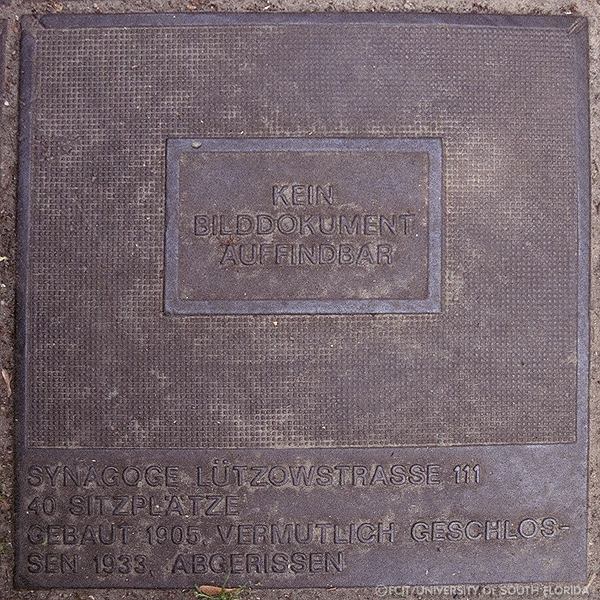 KEIN
BILDDOKUMENT
AUFFINDBAR
SYNAGOGE LÜTZOWSTRASSE 111
40 SITZPLÄTZE
GEBAUT 1905, VERMUTLICH GESCHLOS-
SEN 1933, ABGERISSEN
©FCIT/UNIVERSITY OF SOUTH FLORIDA